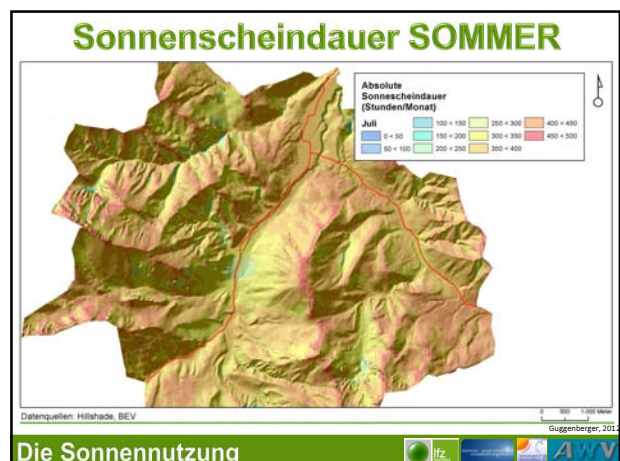 Sonnenscheindauer SOMMER
Absolute
Sonnescheindauer
(Stunden/Monat)
Juli
0 < 50
50 < 100
100 < 150
150 < 200
200 < 250
250 < 300
300 < 350
350 < 400
400 < 450
450 < 500
Datenquellen: Hillshade, BEV
0 500 1.000 Meter
Guggenberger, 2012
Die Sonnennutzung
lfz
AWV